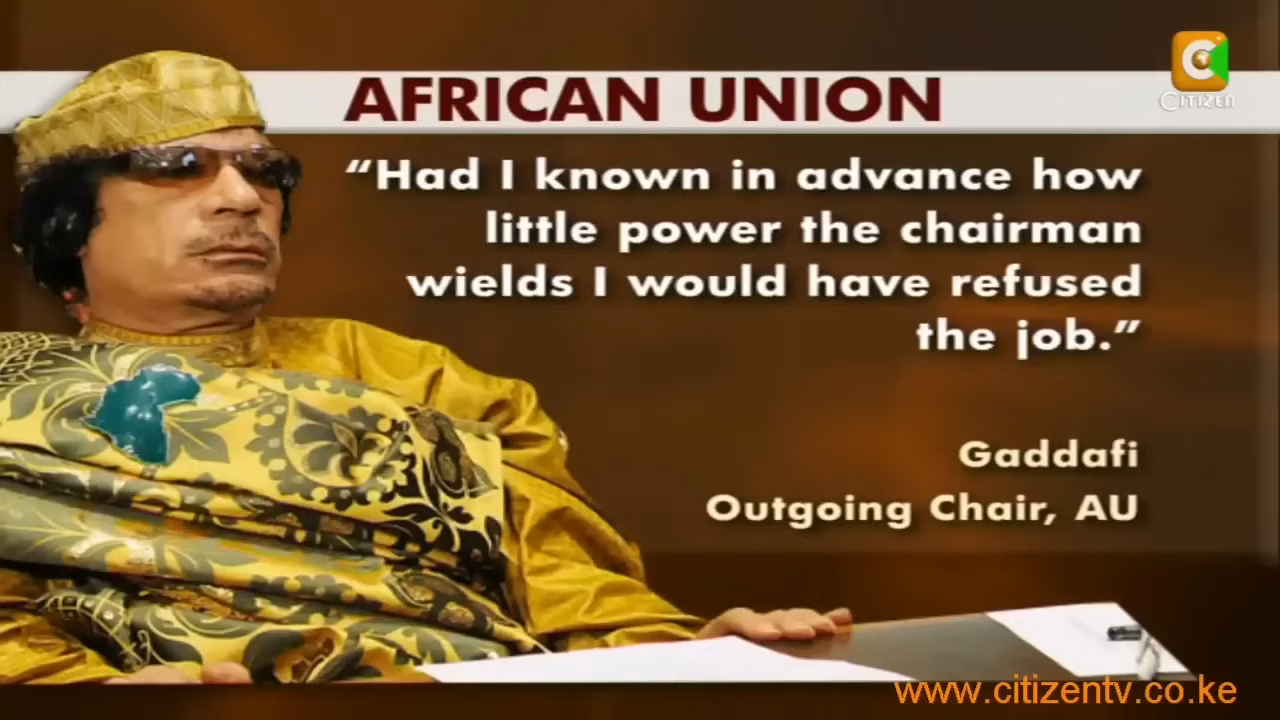 CITIZEN
AFRICAN UNION
“Had I known in advance how
little power the chairman
wields I would have refused
the job.”
Gaddafi
Outgoing Chair, AU
www.citizentv.co.ke